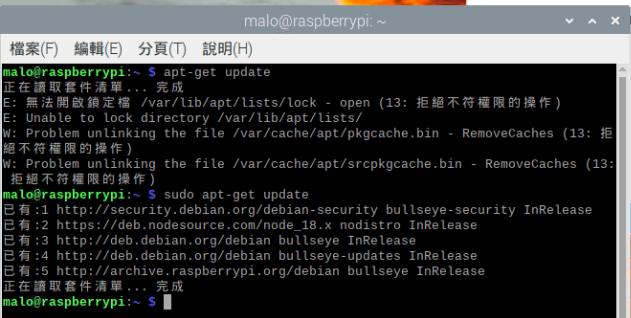 malo@raspberrypi: ~
檔案(F) 編輯(E) 分頁(T) 說明(H)
malo@raspberrypi:~ $ apt-get update
正在讀取套件清單... 完成
E: 無法開啟鎖定檔 /var/lib/apt/lists/lock - open (13: 拒絕不符權限的操作)
E: Unable to lock directory /var/lib/apt/lists/
W: Problem unlinking the file /var/cache/apt/pkgcache.bin - RemoveCaches (13: 拒
絕不符權限的操作)
W: Problem unlinking the file /var/cache/apt/srcpkgcache.bin - RemoveCaches (13:
拒絕不符權限的操作)
malo@raspberrypi:~ $ sudo apt-get update
已有:1 http://security.debian.org/debian-security bullseye-security InRelease
已有:2 https://deb.nodesource.com/node_18.x nodistro InRelease
已有:3 http://deb.debian.org/debian bullseye InRelease
已有:4 http://deb.debian.org/debian bullseye-updates InRelease
已有:5 http://archive.raspberrypi.org/debian bullseye InRelease
正在讀取套件清單... 完成
malo@raspberrypi:~ $